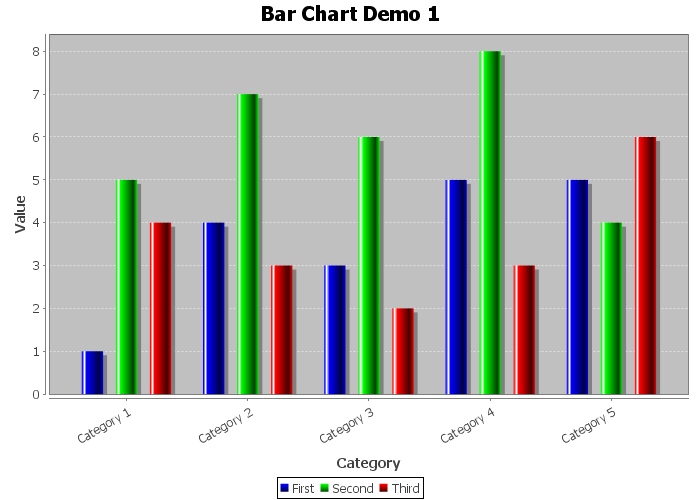 Bar Chart Demo 1
8
7
6
5
4
3
2
1
0
Value
Category 1 Category 2 Category 3 Category 4 Category 5
Category
First Second Third